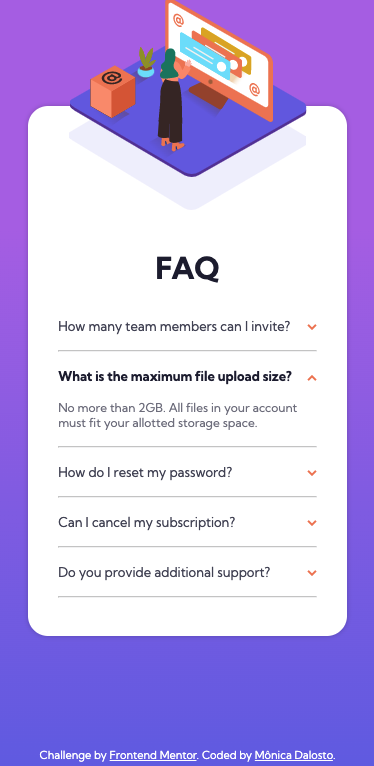 @
@
@
FAQ
How many team members can I invite?
What is the maximum file upload size?
No more than 2GB. All files in your account
must fit your allotted storage space.
How do I reset my password?
Can I cancel my subscription?
Do you provide additional support?
Challenge by Frontend Mentor. Coded by Mônica Dalosto.